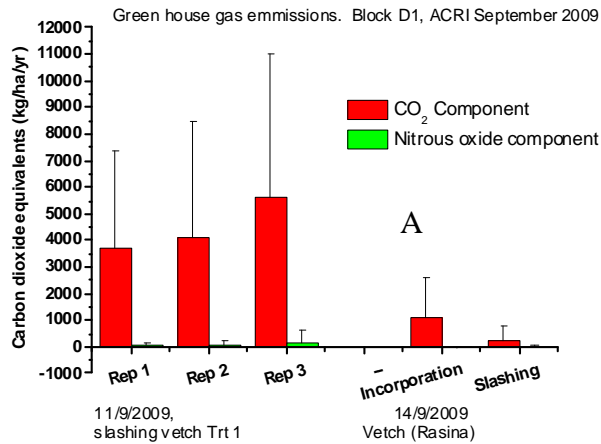 Green house gas emmissions. Block D1, ACRI September 2009
Carbon dioxide equivalents (kg/ha/yr)
12000
11000
10000
9000
8000
7000
6000
5000
4000
3000
2000
1000
0
-1000
CO2 Component
Nitrous oxide component
A
Rep 1
Rep 2
Rep 3
–
Incorporation
Slashing
11/9/2009,
slashing vetch Trt 1
14/9/2009
Vetch (Rasina)